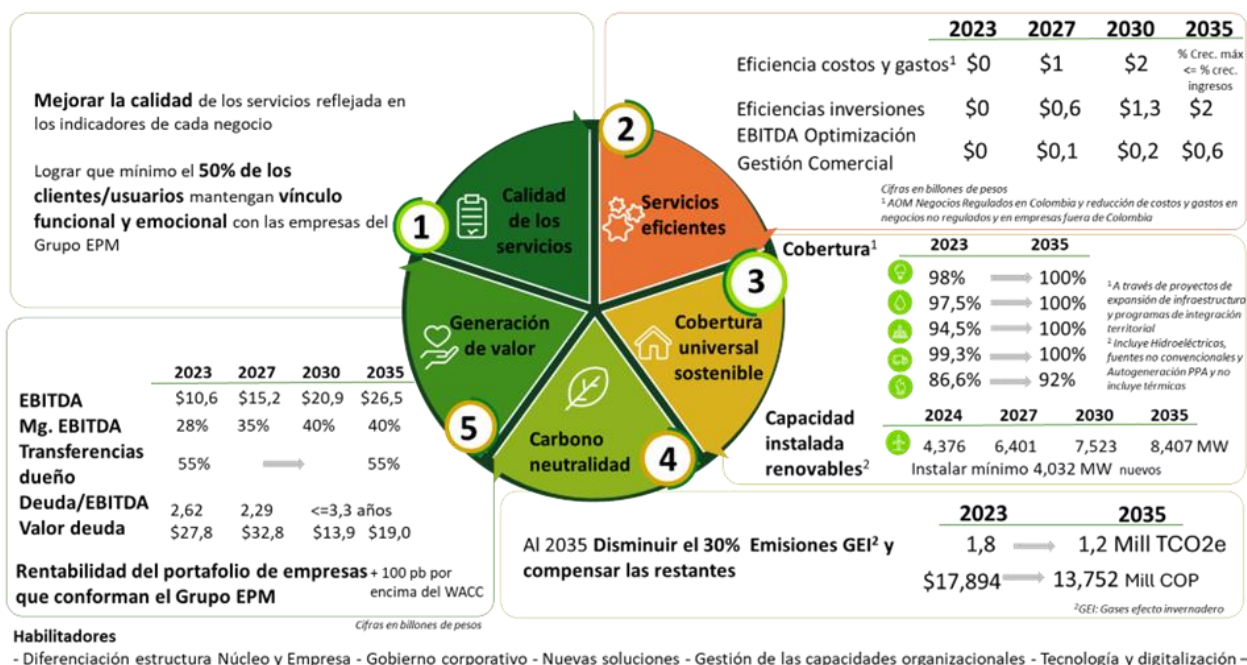 Mejorar la calidad de los servicios reflejada en
los indicadores de cada negocio
Lograr que mínimo el 50% de los
clientes/usuarios mantengan vínculo
funcional y emocional con las empresas del
Grupo EPM
1
Calidad
de los
servicios
2
Servicios
eficientes
3
Cobertura
universal
sostenible
4
Carbono
neutralidad
5
Generación
de valor
2023 2027 2030 2035
Eficiencia costos y gastos1 $0 $1 $2 % Crec. máx
<= % crec.
ingresos
Eficiencias inversiones $0 $0,6 $1,3 $2
EBITDA Optimización
Gestión Comercial $0 $0,1 $0,2 $0,6
Cifras en billones de pesos
1 AOM Negocios Regulados en Colombia y reducción de costos y gastos en
negocios no regulados y en empresas fuera de Colombia
Cobertura1 2023 2035
98% 100%
97,5% 100%
94,5% 100%
99,3% 100%
86,6% 92%
1 A través de proyectos de
expansión de infraestructura
y programas de integración
territorial
2 Incluye Hidroeléctricas,
fuentes no convencionales y
Autogeneración PPA y no
incluye térmicas
Capacidad
instalada
renovables2
2024 2027 2030 2035
4,376 6,401 7,523 8,407 MW
Instalar mínimo 4,032 MW nuevos
2023 2027 2030 2035
EBITDA $10,6 $15,2 $20,9 $26,5
Mg. EBITDA 28% 35% 40% 40%
Transferencias
dueño 55% 55%
Deuda/EBITDA 2,62 2,29 <=3,3 años
Valor deuda $27,8 $32,8 $13,9 $19,0
Rentabilidad del portafolio de empresas + 100 pb por
que conforman el Grupo EPM encima del WACC
Cifras en billones de pesos
2023 2035
Al 2035 Disminuir el 30% Emisiones GEI2 y
compensar las restantes
1,8 1,2 Mill TCO2e
$17,894 13,752 Mill COP
2GEI: Gases efecto invernadero
Habilitadores
- Diferenciación estructura Núcleo y Empresa - Gobierno corporativo - Nuevas soluciones - Gestión de las capacidades organizacionales - Tecnología y digitalización –